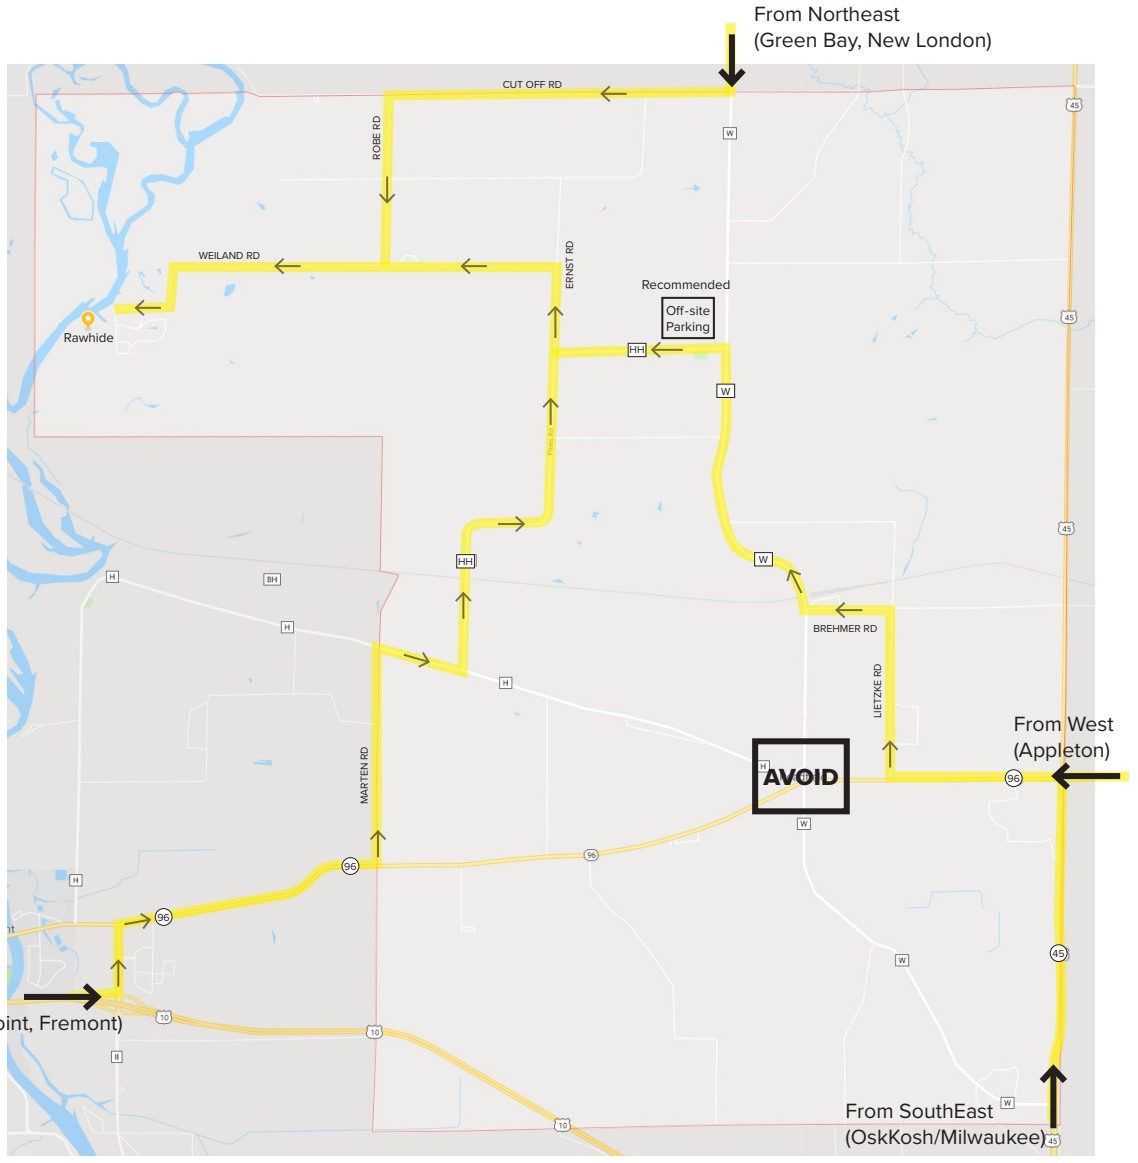 From Northeast
(Green Bay, New London)
CUT OFF RD
45
ROBE RD
W
WEILAND RD
ERNST RD
Recommended
Off-site
Parking
45
Rawhide
HH
W
Pines Rd
45
W
HH
H
BH
H
BREHMER RD
H
LIETZKE RD
From West
(Appleton)
MARTEN RD
H
AVOID
96
W
96
96
H
96
45
W
oint, Fremont)
10
10
II
W
From SouthEast
(OskKosh/Milwaukee)
10
45